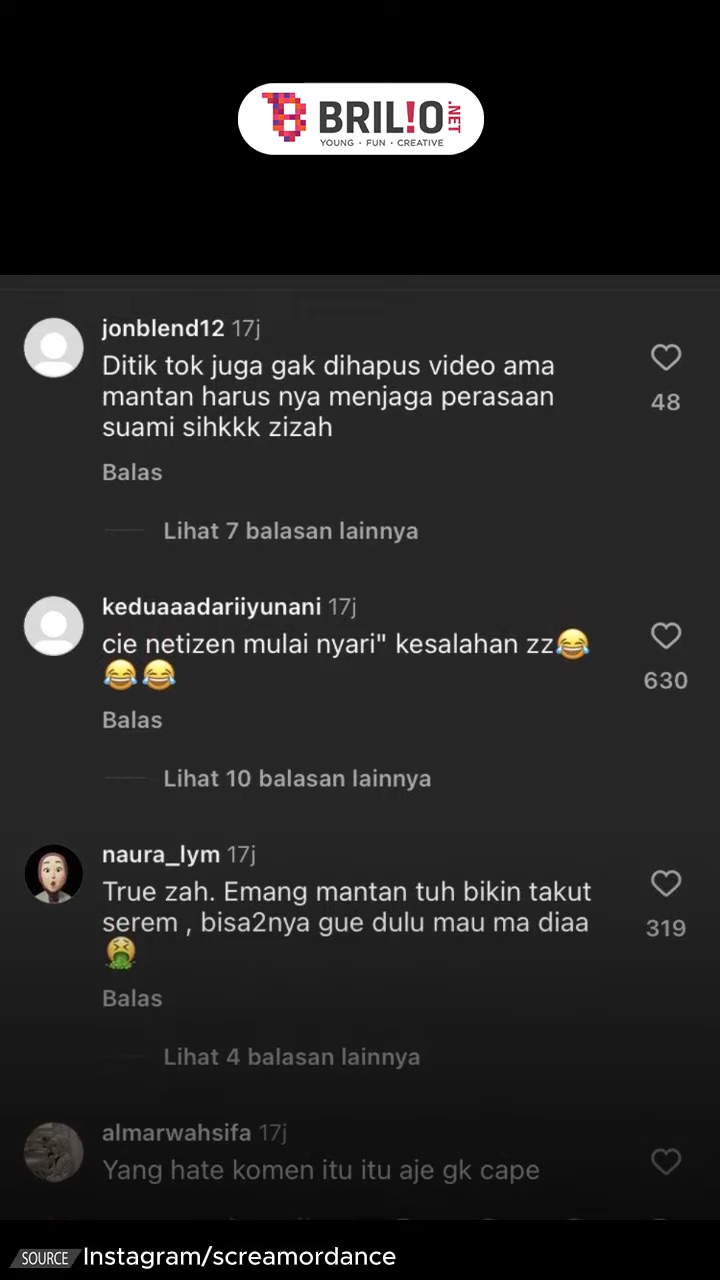 BRIL!O.NET
YOUNG · FUN · CREATIVE
jonblend12 17j
Ditik tok juga gak dihapus video ama
mantan harus nya menjaga perasaan
suami sihkkk zizah
48
Balas
Lihat 7 balasan lainnya
keduaaadariiyunani 17j
cie netizen mulai nyari" kesalahan zz😂
😂😂
630
Balas
Lihat 10 balasan lainnya
naura_lym 17j
True zah. Emang mantan tuh bikin takut
serem , bisa2nya gue dulu mau ma diaa
🤮
319
Balas
Lihat 4 balasan lainnya
almarwahsifa 17j
Yang hate komen itu itu aje gk cape
SOURCE Instagram/screamordance